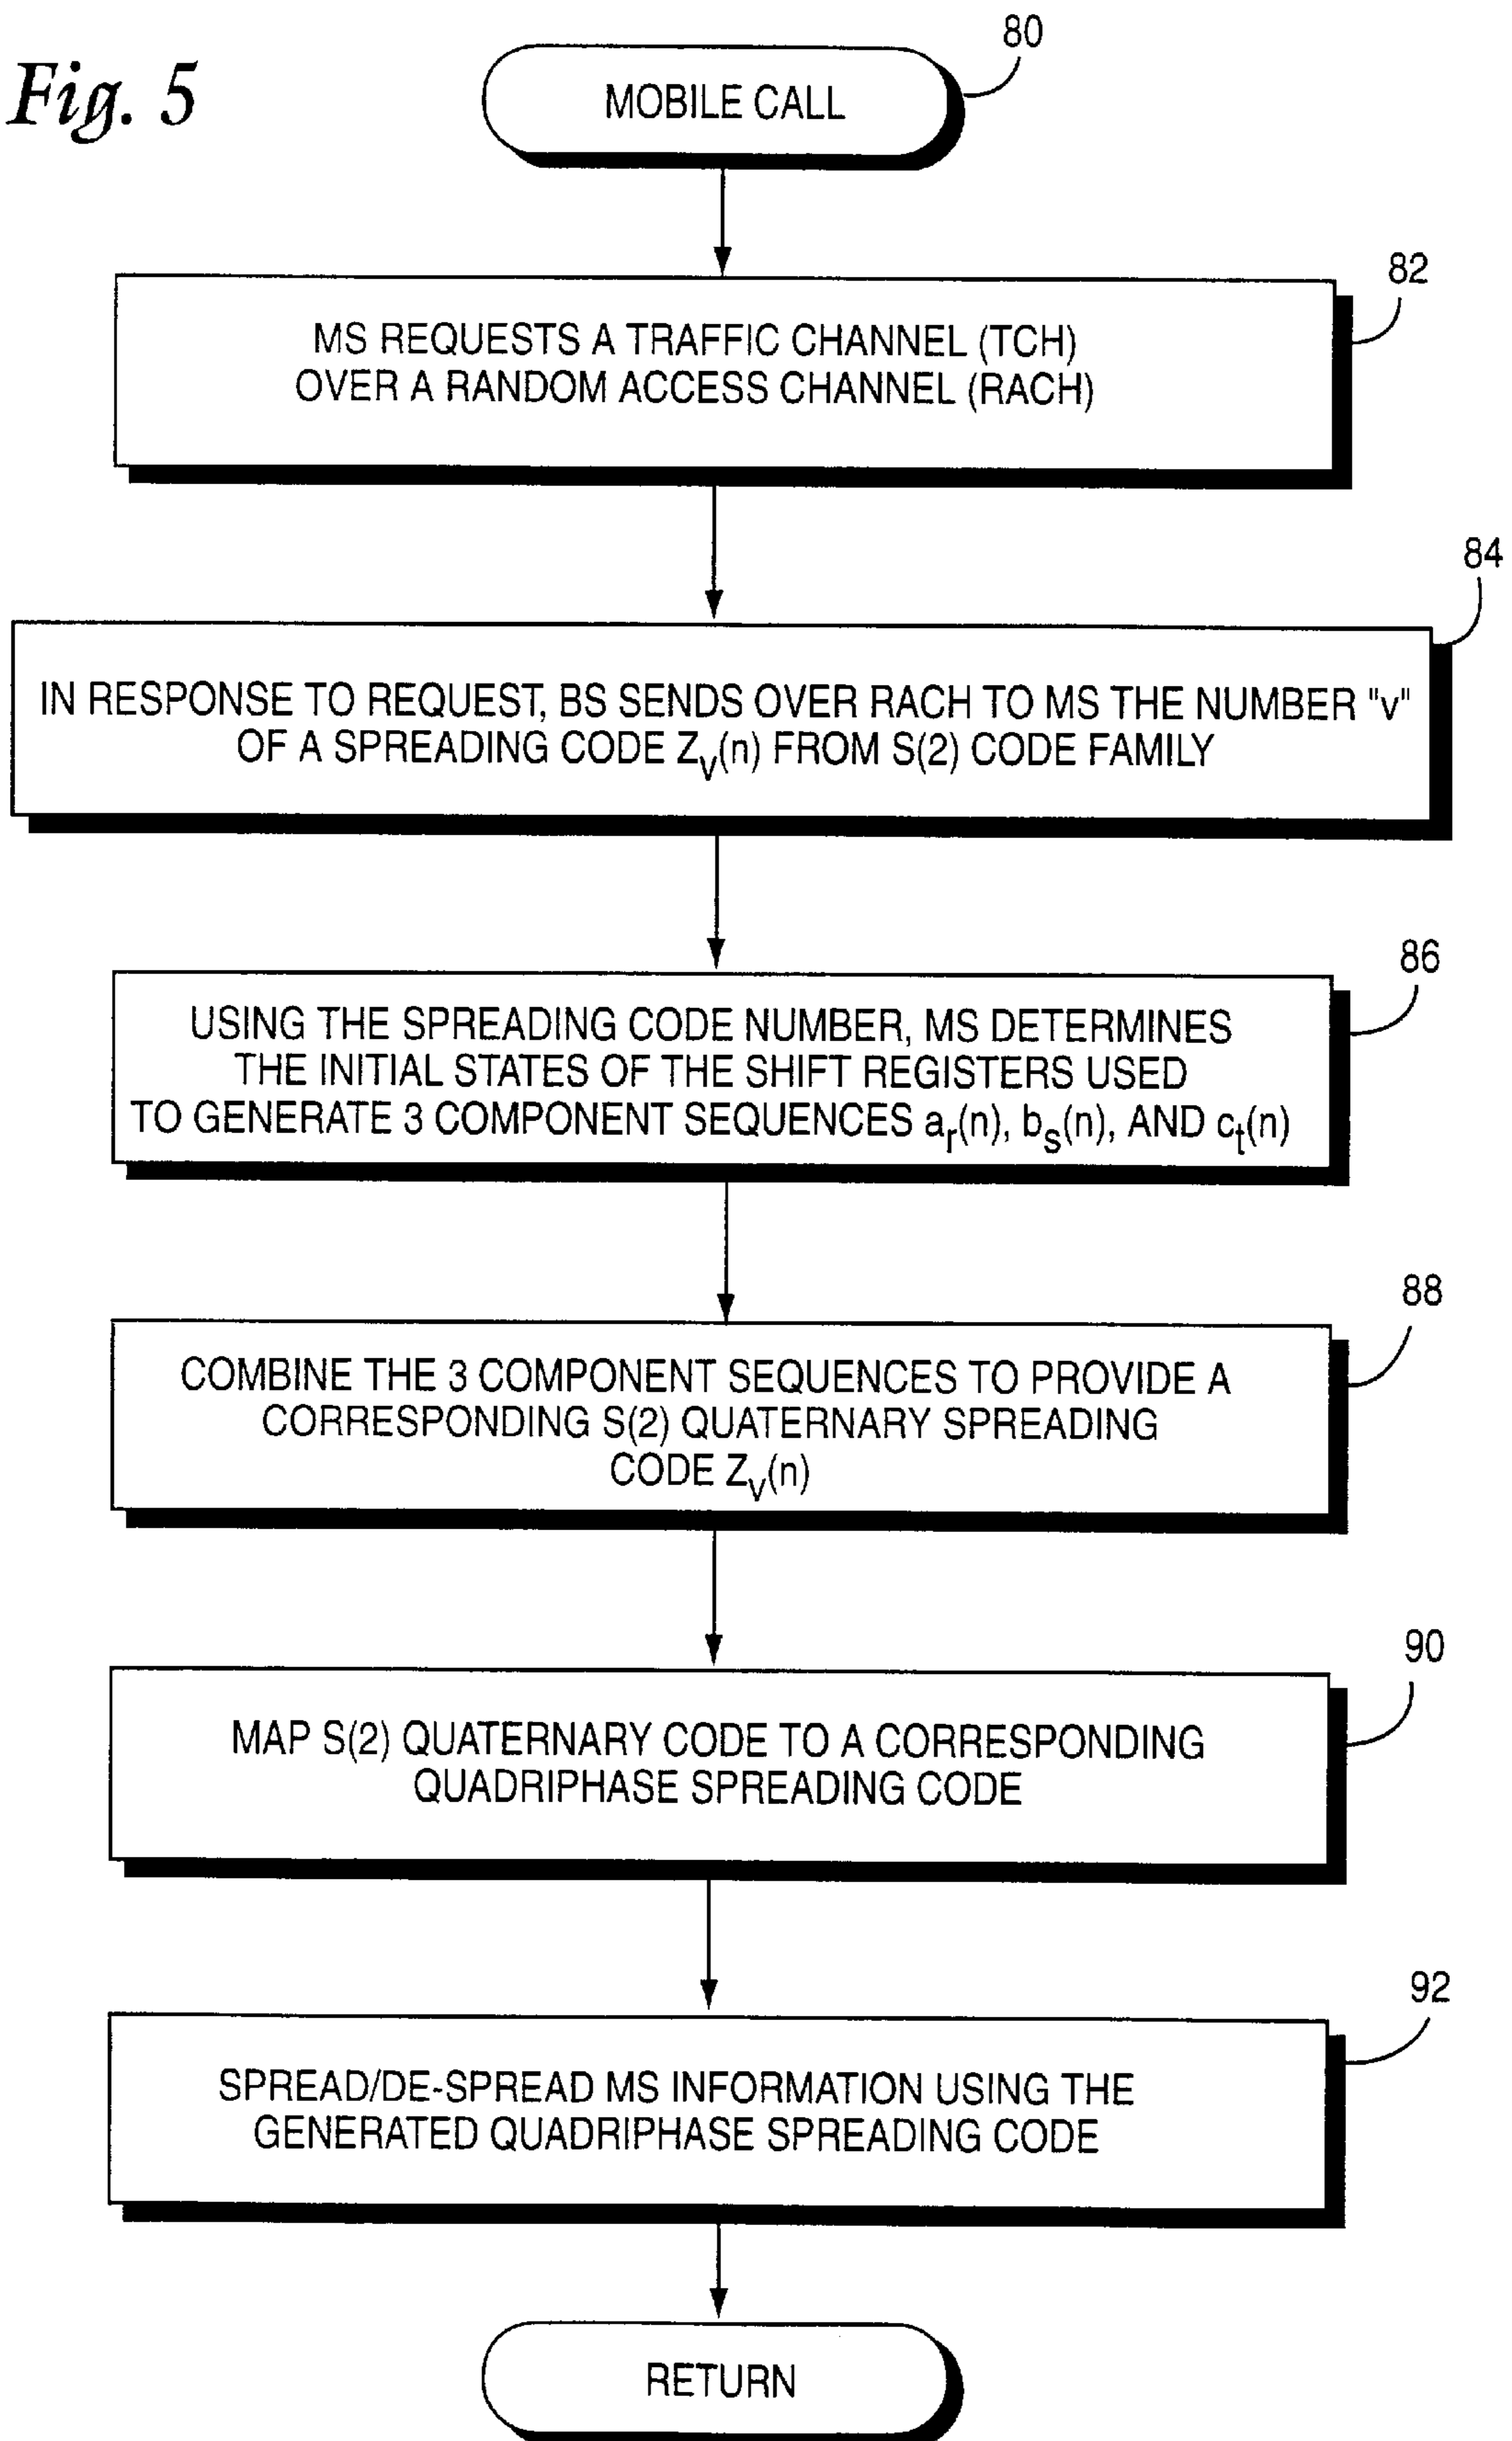 Fig. 5
80
MOBILE CALL
82
MS REQUESTS A TRAFFIC CHANNEL (TCH)
OVER A RANDOM ACCESS CHANNEL (RACH)
84
IN RESPONSE TO REQUEST, BS SENDS OVER RACH TO MS THE NUMBER "v"
OF A SPREADING CODE Zv(n) FROM S(2) CODE FAMILY
86
USING THE SPREADING CODE NUMBER, MS DETERMINES
THE INITIAL STATES OF THE SHIFT REGISTERS USED
TO GENERATE 3 COMPONENT SEQUENCES ar(n), bs(n), AND ct(n)
88
COMBINE THE 3 COMPONENT SEQUENCES TO PROVIDE A
CORRESPONDING S(2) QUATERNARY SPREADING
CODE Zv(n)
90
MAP S(2) QUATERNARY CODE TO A CORRESPONDING
QUADRIPHASE SPREADING CODE
92
SPREAD/DE-SPREAD MS INFORMATION USING THE
GENERATED QUADRIPHASE SPREADING CODE
RETURN